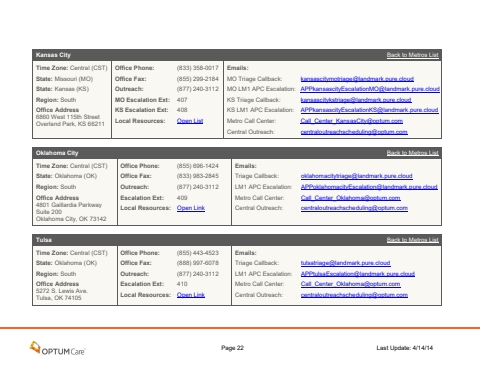 Kansas City Back to Metros List
Time Zone: Central (CST) Office Phone: (833) 358-0017 Emails:
State: Missouri (MO) Office Fax: (855) 299-2184 MO Triage Callback: kansascitymotriage@landmark.pure.cloud
State: Kansas (KS) Outreach: (877) 240-3112 MO LM1 APC Escalation: APPkansascityEscalationMO@landmark.pure.cloud
Region: South MO Escalation Ext: 407 KS Triage Callback: kansascitykstriage@landmark.pure.cloud
Office Address KS Escalation Ext: 408 KS LM1 APC Escalation: APPkansascityEscalationKS@landmark.pure.cloud
6860 West 115th Street Local Resources: Open List Metro Call Center: Call_Center_KansasCity@optum.com
Overland Park, KS 66211 Central Outreach: centraloutreachscheduling@optum.com
Oklahoma City Back to Metros List
Time Zone: Central (CST) Office Phone: (855) 696-1424 Emails:
State: Oklahoma (OK) Office Fax: (833) 983-2845 Triage Callback: oklahomacitytriage@landmark.pure.cloud
Region: South Outreach: (877) 240-3112 LM1 APC Escalation: APPoklahomacityEscalation@landmark.pure.cloud
Office Address Escalation Ext: 409 Metro Call Center: Call_Center_Oklahoma@optum.com
4801 Gaillardia Parkway Local Resources: Open Link Central Outreach: centraloutreachscheduling@optum.com
Suite 200
Oklahoma City, OK 73142
Tulsa Back to Metros List
Time Zone: Central (CST) Office Phone: (855) 443-4523 Emails:
State: Oklahoma (OK) Office Fax: (888) 997-6078 Triage Callback: tulsatriage@landmark.pure.cloud
Region: South Outreach: (877) 240-3112 LM1 APC Escalation: APPtulsaEscalation@landmark.pure.cloud
Office Address Escalation Ext: 410 Metro Call Center: Call_Center_Oklahoma@optum.com
5272 S. Lewis Ave. Local Resources: Open Link Central Outreach: centraloutreachscheduling@optum.com
Tulsa, OK 74105
OPTUMCare Page 22 Last Update: 4/14/14